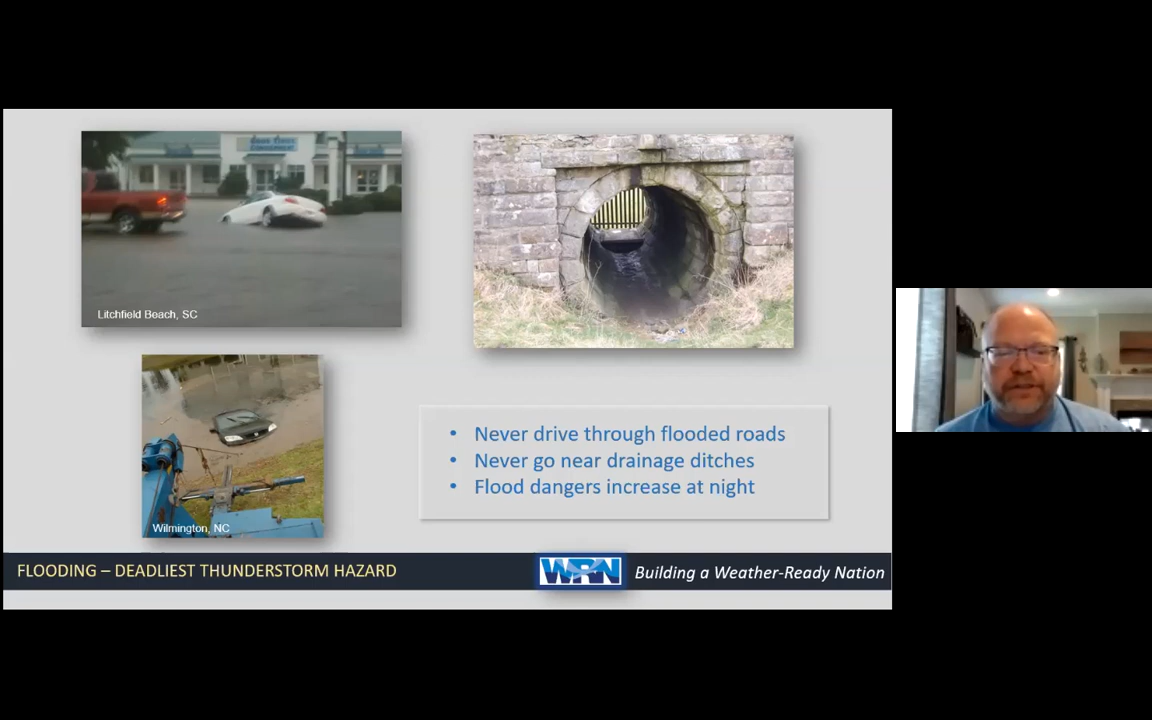 Litchfield Beach, SC
Wilmington, NC
• Never drive through flooded roads
• Never go near drainage ditches
• Flood dangers increase at night
FLOODING – DEADLIEST THUNDERSTORM HAZARD
WRN
Building a Weather-Ready Nation